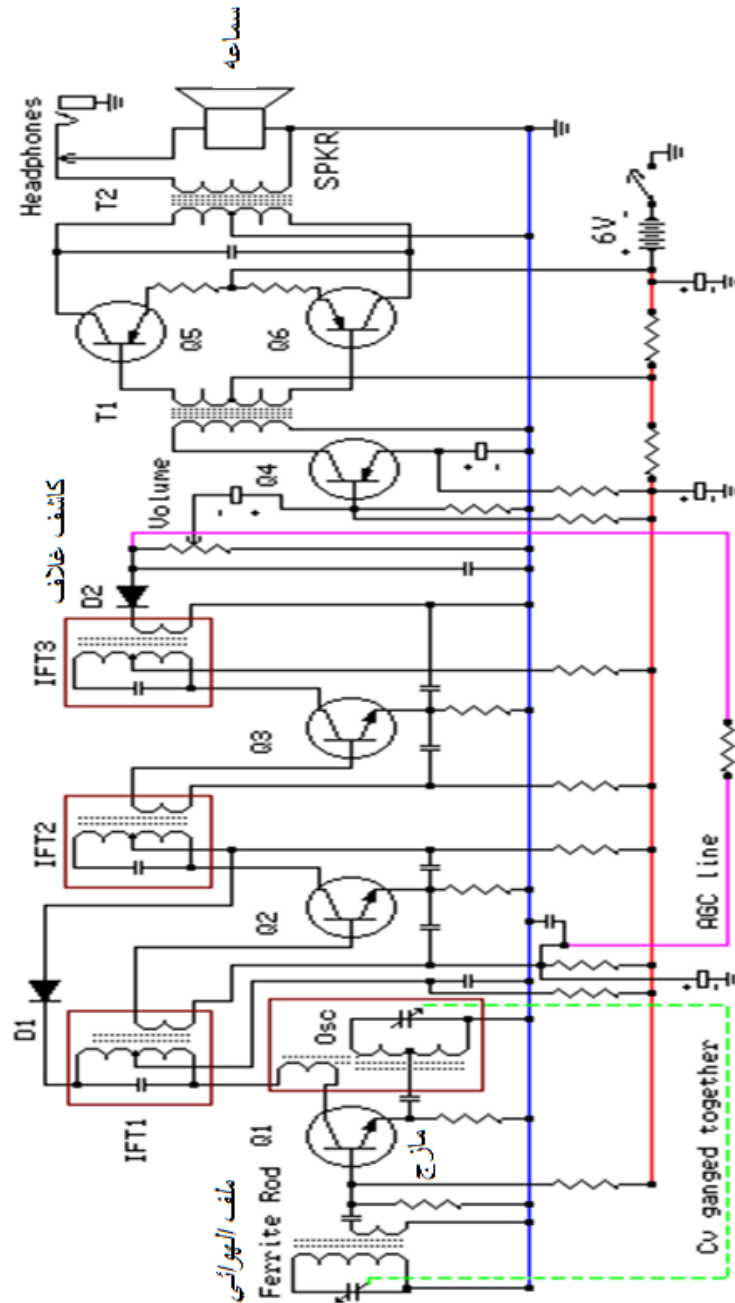 ملف الهوائي
Ferrite Rod
Q1
مازج
Osc
IFT1
D1
Q2
IFT2
Q3
IFT3
D2
كاشف غلاف
Volume
Q4
T1
Q5
Q6
T2
Headphones
SPKR
سماعه
6V
+
-
+
-
+
-
+
-
+
-
+
-
AGC line
Cv ganged together